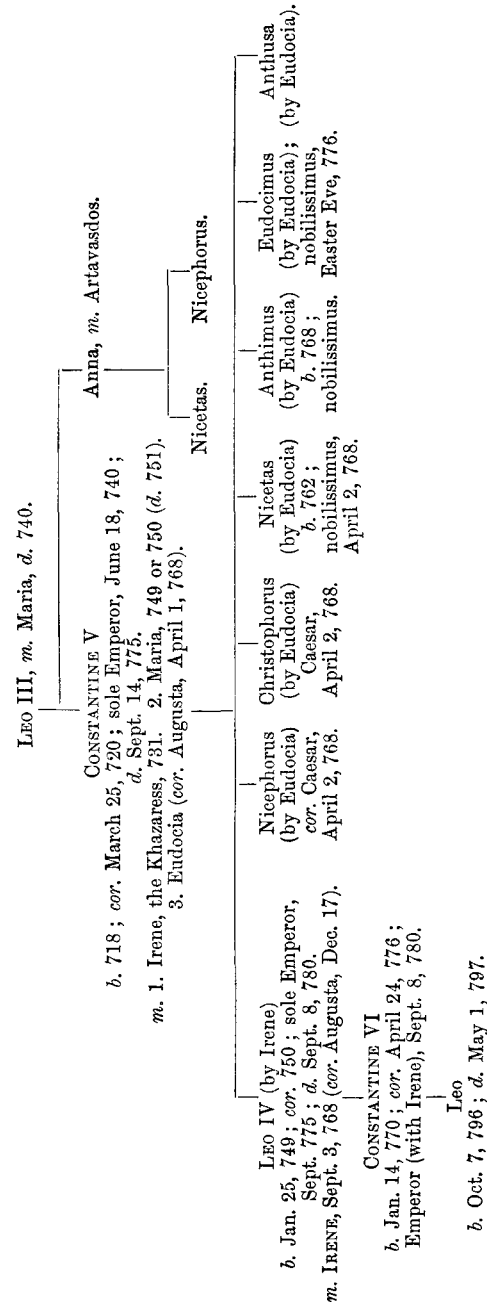 LEO III, m. Maria, d. 740.
CONSTANTINE V
b. 718 ; cor. March 25, 720 ; sole Emperor, June 18, 740 ;
d. Sept. 14, 775.
m. 1. Irene, the Khazaress, 731. 2. Maria, 749 or 750 (d. 751).
3. Eudocia (cor. Augusta, April 1, 768).
Anna, m. Artavasdos.
Nicetas.
Nicephorus.
LEO IV (by Irene)
b. Jan. 25, 749 ; cor. 750 ; sole Emperor,
Sept. 775 ; d. Sept. 8, 780.
m. IRENE, Sept. 3, 768 (cor. Augusta, Dec. 17).
Nicephorus
(by Eudocia)
cor. Caesar,
April 2, 768.
Christophorus
(by Eudocia)
Caesar,
April 2, 768.
Nicetas
(by Eudocia)
b. 762 ;
nobilissimus,
April 2, 768.
Anthimus
(by Eudocia)
b. 768 ;
nobilissimus.
Eudocimus
(by Eudocia) ;
nobilissimus,
Easter Eve, 776.
Anthusa
(by Eudocia).
CONSTANTINE VI
b. Jan. 14, 770 ; cor. April 24, 776 ;
Emperor (with Irene), Sept. 8, 780.
Leo
b. Oct. 7, 796 ; d. May 1, 797.